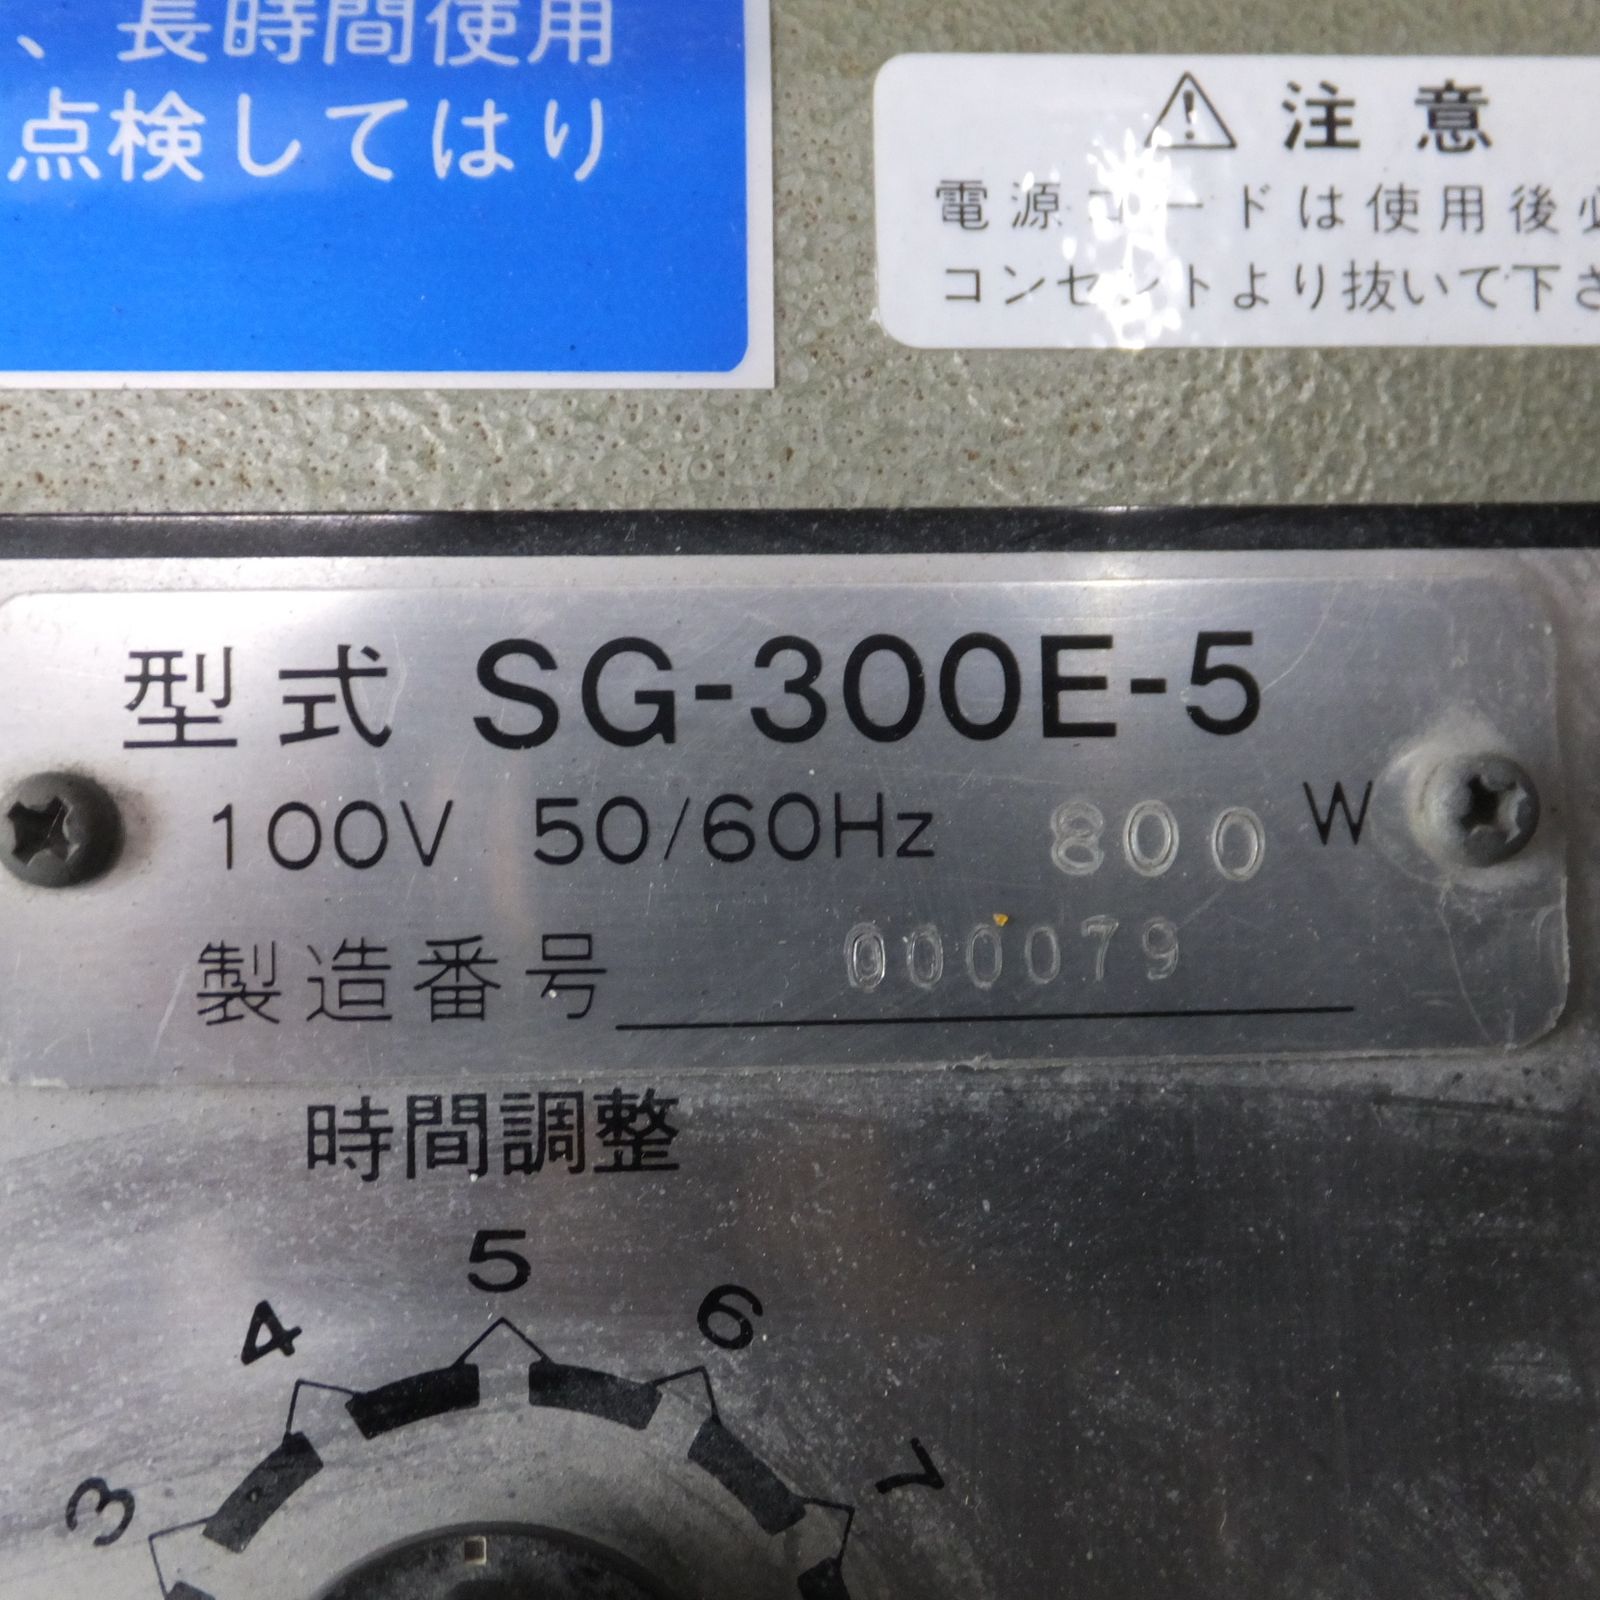 、長時間使用
点検してはり
注意
電源コードは使用後必
コンセントより抜いて下さ
型式 SG-300E-5
100V 50/60Hz 800 W
製造番号 000079
時間調整
3 4 5 6 7